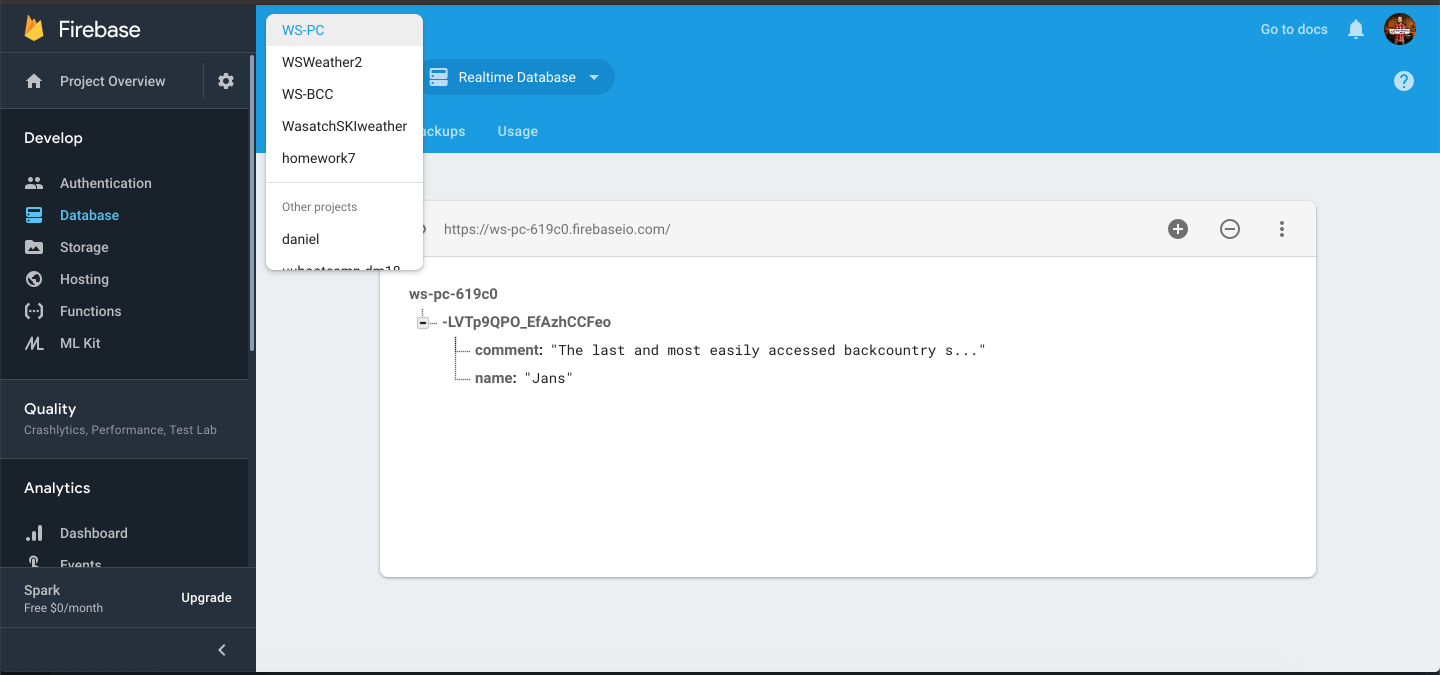 Firebase
Project Overview
Develop
Authentication
Database
Storage
Hosting
Functions
ML Kit
Quality
Crashlytics, Performance, Test Lab
Analytics
Dashboard
Events
Spark
Free $0/month
Upgrade
WS-PC
WSWeather2
WS-BCC
WasatchSKIweather
homework7
Other projects
daniel
Go to docs
Realtime Database
ackups
Usage
https://ws-pc-619c0.firebaseio.com/
ws-pc-619c0
-LVTp9QPO_EfAzhCCFeo
comment: "The last and most easily accessed backcountry s..."
name: "Jans"